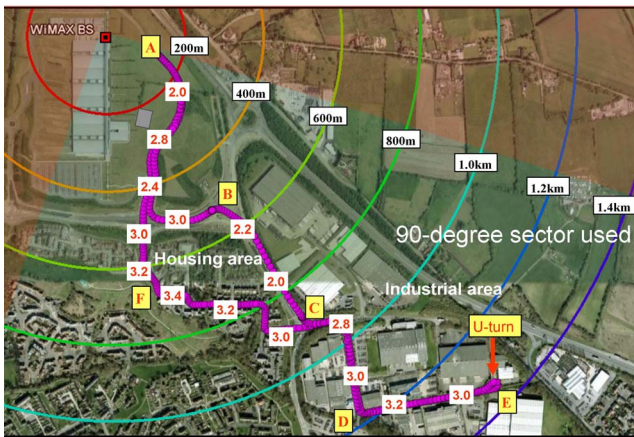 WiMAX BS
A
200m
2.0
400m
600m
2.8
800m
2.4
1.0km
B
1.2km
3.0
2.2
1.4km
3.0
90-degree sector used
Housing area
3.2
2.0
Industrial area
F
3.4
3.2
C
2.8
U-turn
3.0
3.0
3.2
3.0
E
D